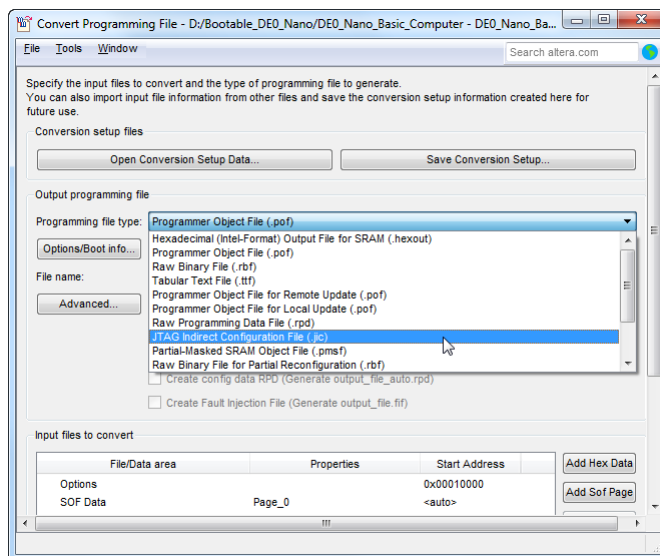 Convert Programming File - D:/Bootable_DE0_Nano/DE0_Nano_Basic_Computer - DE0_Nano_Ba...
File Tools Window
Search altera.com
Specify the input files to convert and the type of programming file to generate.
You can also import input file information from other files and save the conversion setup information created here for
future use.
Conversion setup files
Open Conversion Setup Data...
Save Conversion Setup...
Output programming file
Programming file type:
Programmer Object File (.pof)
Hexadecimal (Intel-Format) Output File for SRAM (.hexout)
Options/Boot info...
Programmer Object File (.pof)
Raw Binary File (.rbf)
File name:
Tabular Text File (.ttf)
Programmer Object File for Remote Update (.pof)
Advanced...
Programmer Object File for Local Update (.pof)
Raw Programming Data File (.rpd)
JTAG Indirect Configuration File (.jic)
Partial-Masked SRAM Object File (.pmsf)
Raw Binary File for Partial Reconfiguration (.rbf)
Create config data RPD (Generate output_file_auto.rpd)
Create Fault Injection File (Generate output_file.fif)
Input files to convert
File/Data area Properties Start Address
Add Hex Data
Options 0x00010000
SOF Data Page_0 <auto>
Add Sof Page